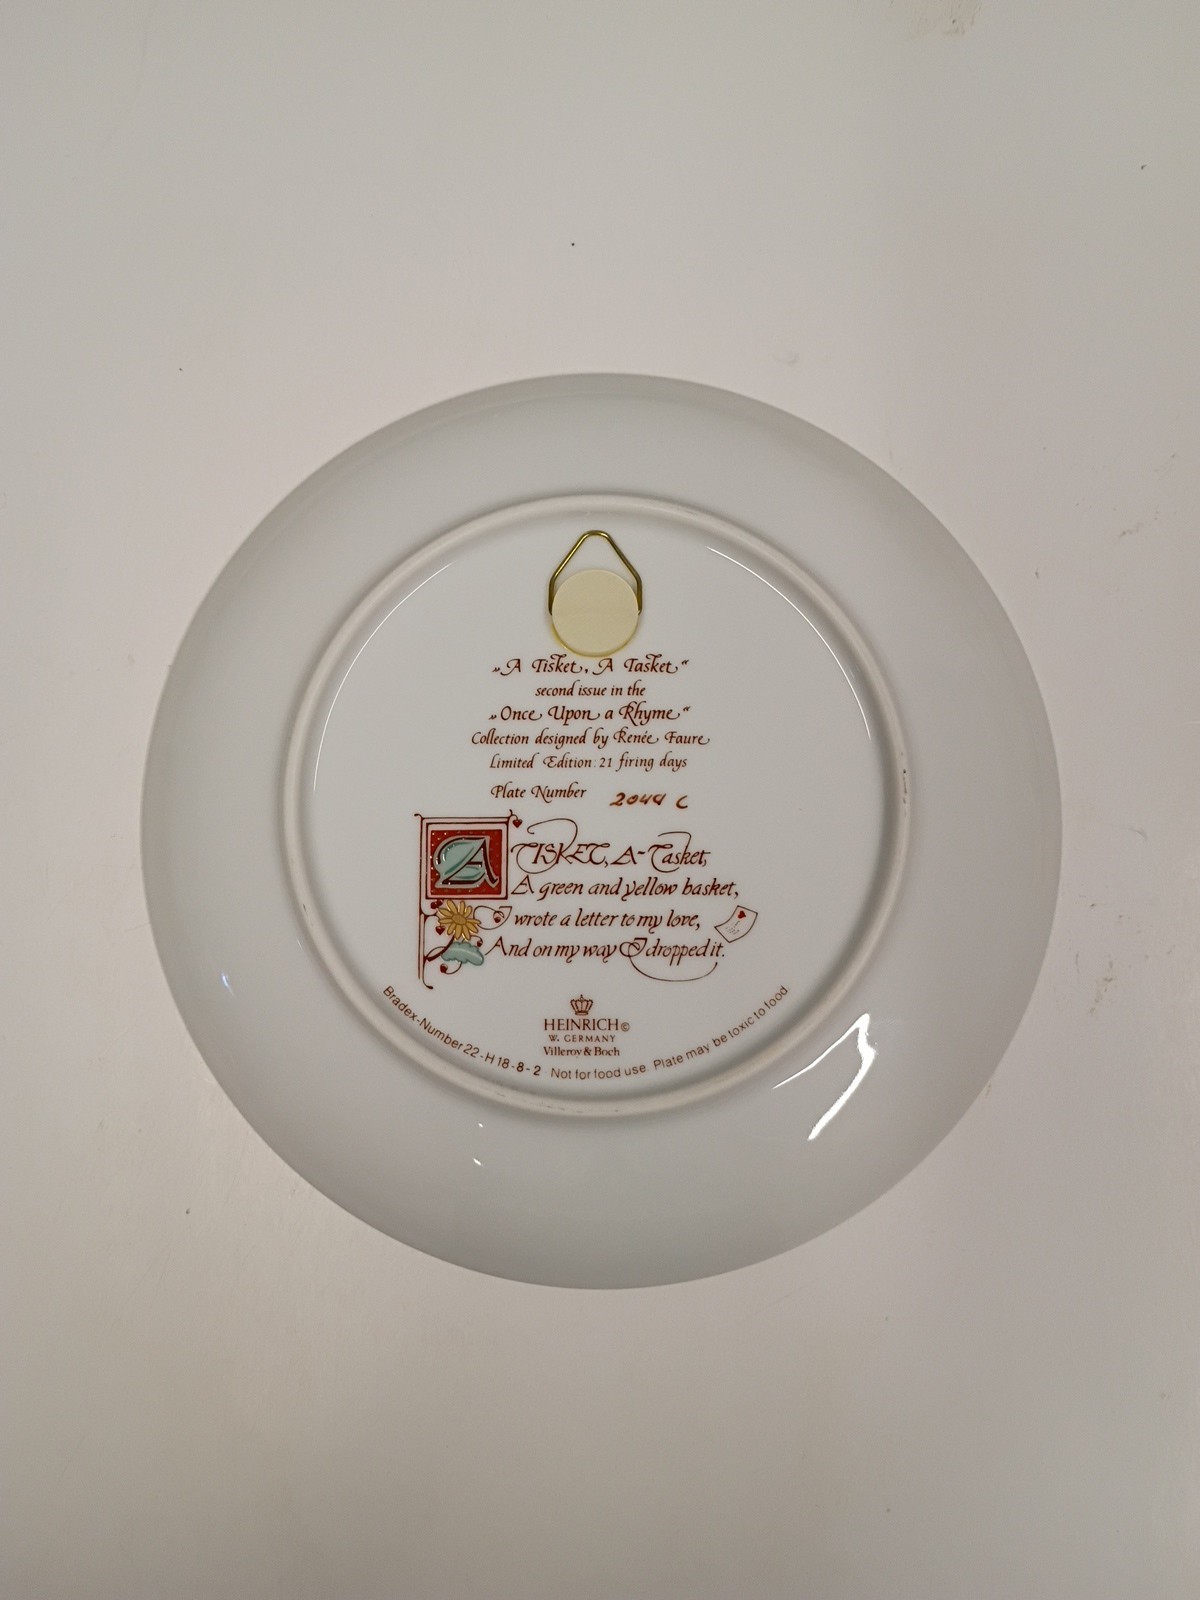 „A Tisket, A Tasket“
second issue in the
„Once Upon a Rhyme“
Collection designed by Renée Faure
Limited Edition: 21 firing days
Plate Number 2044 C
A TISKET, A-Tasket,
A green and yellow basket,
I wrote a letter to my love,
And on my way I dropped it.
HEINRICH©
W. GERMANY
Villeroy & Boch
Bradex-Number 22-H18-8-2 Not for food use. Plate may be toxic to food.